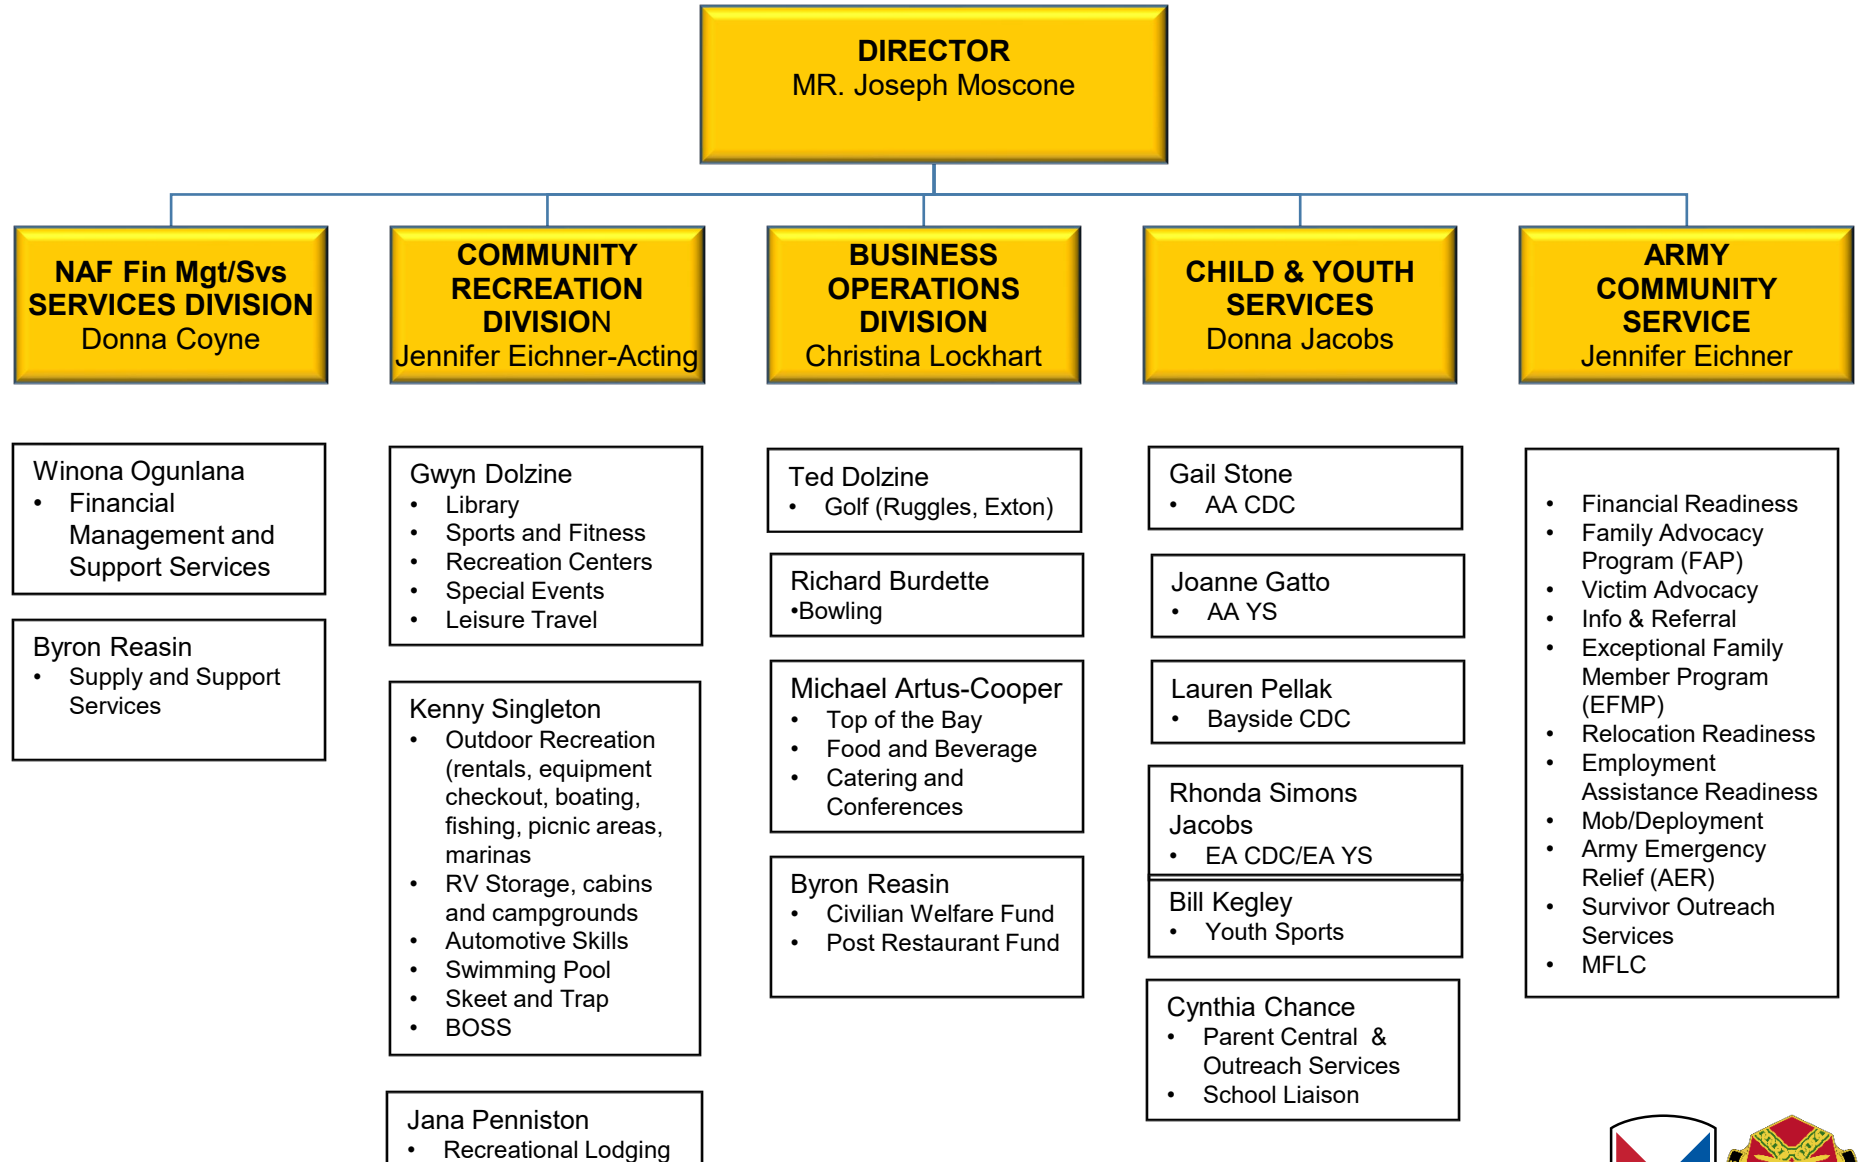 DIRECTOR
MR. Joseph Moscone
NAF Fin Mgt/Svs
SERVICES DIVISION
Donna Coyne
COMMUNITY
RECREATION
DIVISION
Jennifer Eichner-Acting
BUSINESS
OPERATIONS
DIVISION
Christina Lockhart
CHILD & YOUTH
SERVICES
Donna Jacobs
ARMY
COMMUNITY
SERVICE
Jennifer Eichner
Winona Ogunlana
• Financial
Management and
Support Services
Byron Reasin
• Supply and Support
Services
Gwyn Dolzine
• Library
• Sports and Fitness
• Recreation Centers
• Special Events
• Leisure Travel
Kenny Singleton
• Outdoor Recreation
(rentals, equipment
checkout, boating,
fishing, picnic areas,
marinas
• RV Storage, cabins
and campgrounds
• Automotive Skills
• Swimming Pool
• Skeet and Trap
• BOSS
Jana Penniston
• Recreational Lodging
Ted Dolzine
• Golf (Ruggles, Exton)
Richard Burdette
•Bowling
Michael Artus-Cooper
• Top of the Bay
• Food and Beverage
• Catering and
Conferences
Byron Reasin
• Civilian Welfare Fund
• Post Restaurant Fund
Gail Stone
• AA CDC
Joanne Gatto
• AA YS
Lauren Pellak
• Bayside CDC
Rhonda Simons
Jacobs
• EA CDC/EA YS
Bill Kegley
• Youth Sports
Cynthia Chance
• Parent Central &
Outreach Services
• School Liaison
• Financial Readiness
• Family Advocacy
Program (FAP)
• Victim Advocacy
• Info & Referral
• Exceptional Family
Member Program
(EFMP)
• Relocation Readiness
• Employment
Assistance Readiness
• Mob/Deployment
• Army Emergency
Relief (AER)
• Survivor Outreach
Services
• MFLC